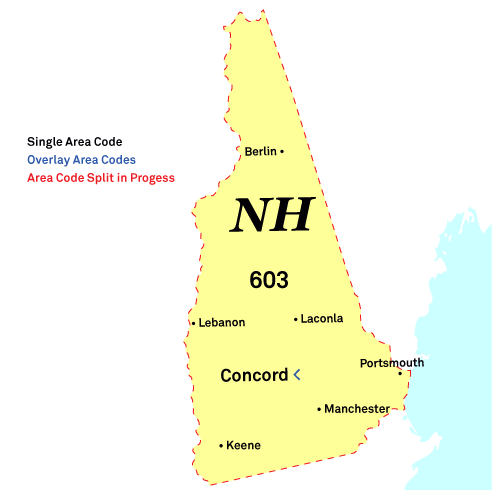 Single Area Code
Overlay Area Codes
Area Code Split in Progess
Berlin
NH
603
Lebanon
Laconla
Portsmouth
Concord
Manchester
Keene